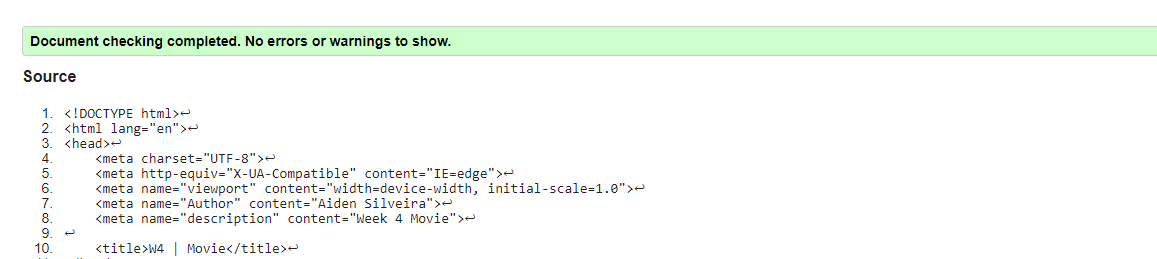 Document checking completed. No errors or warnings to show.
Source
1. <!DOCTYPE html>↩
2. <html lang="en">↩
3. <head>↩
4.     <meta charset="UTF-8">↩
5.     <meta http-equiv="X-UA-Compatible" content="IE=edge">↩
6.     <meta name="viewport" content="width=device-width, initial-scale=1.0">↩
7.     <meta name="Author" content="Aiden Silveira">↩
8.     <meta name="description" content="Week 4 Movie">↩
9. ↩
10.     <title>W4 | Movie</title>↩